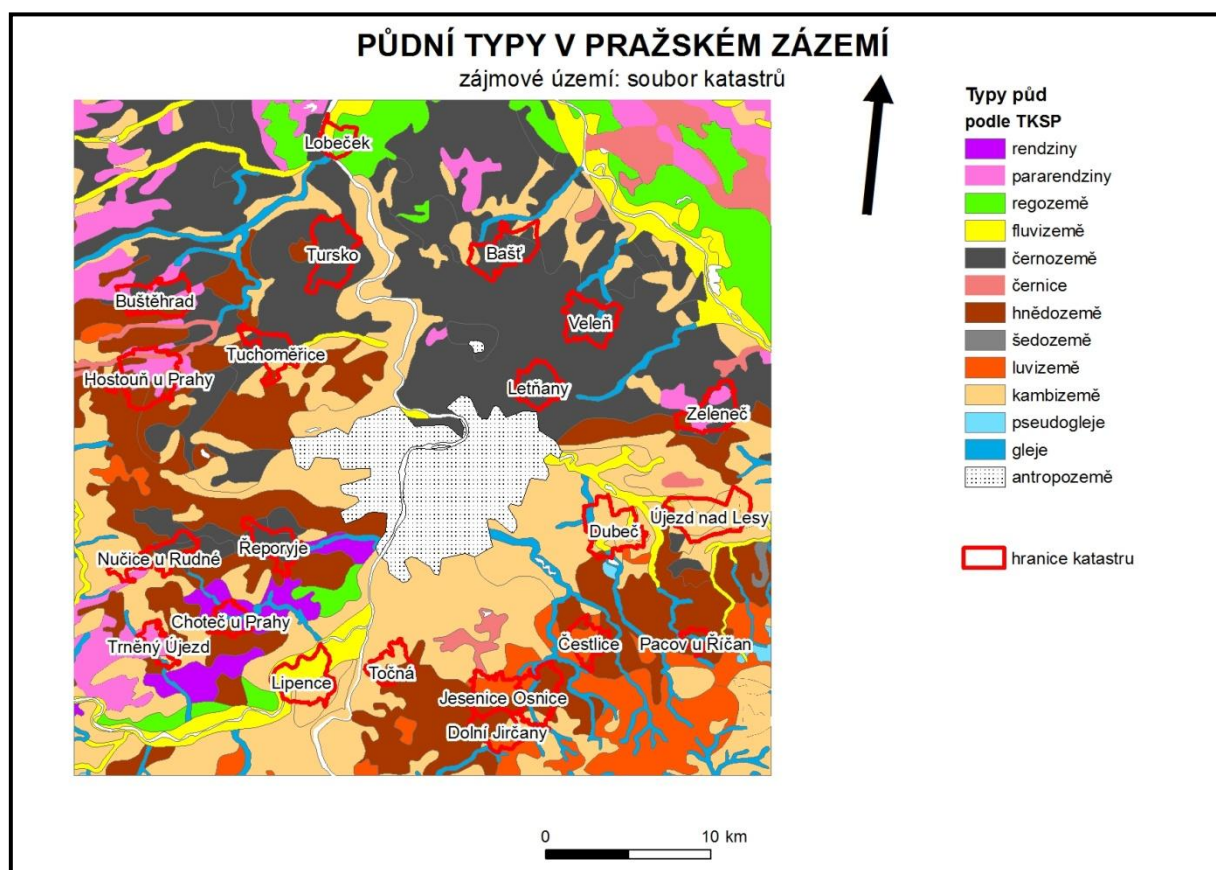 PŮDNÍ TYPY V PRAŽSKÉM ZÁZEMÍ
zájmové území: soubor katastrů
Typy půd
podle TKSP
rendziny
pararendziny
regozemě
fluvizemě
černozemě
černice
hnědozemě
šedozemě
luvizemě
kambizemě
pseudogleje
gleje
antropozemě
hranice katastru
Lobeček
Tursko
Bašť
Buštěhrad
Veleň
Tuchoměřice
Hostouň u Prahy
Letňany
Zeleneč
Újezd nad Lesy
Dubeč
Řeporyje
Nučice u Rudné
Choteč u Prahy
Trněný Újezd
Čestlice
Pacov u Říčan
Točná
Lipence
Jesenice Osnice
Dolní Jirčany
0 10 km